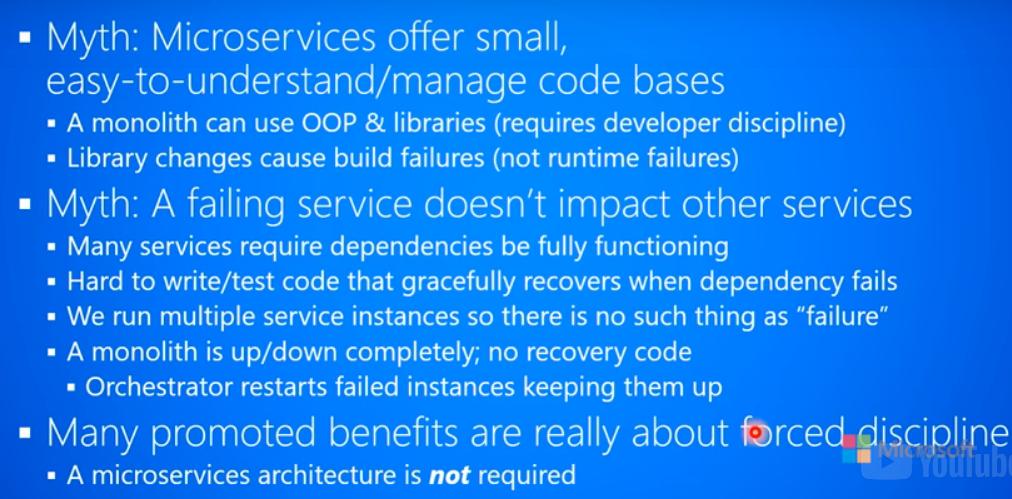 ▪ Myth: Microservices offer small,
easy-to-understand/manage code bases
▪ A monolith can use OOP & libraries (requires developer discipline)
▪ Library changes cause build failures (not runtime failures)
▪ Myth: A failing service doesn't impact other services
▪ Many services require dependencies be fully functioning
▪ Hard to write/test code that gracefully recovers when dependency fails
▪ We run multiple service instances so there is no such thing as "failure"
▪ A monolith is up/down completely; no recovery code
▪ Orchestrator restarts failed instances keeping them up
▪ Many promoted benefits are really about forced discipline
▪ A microservices architecture is not required
Microsoft
YouTube